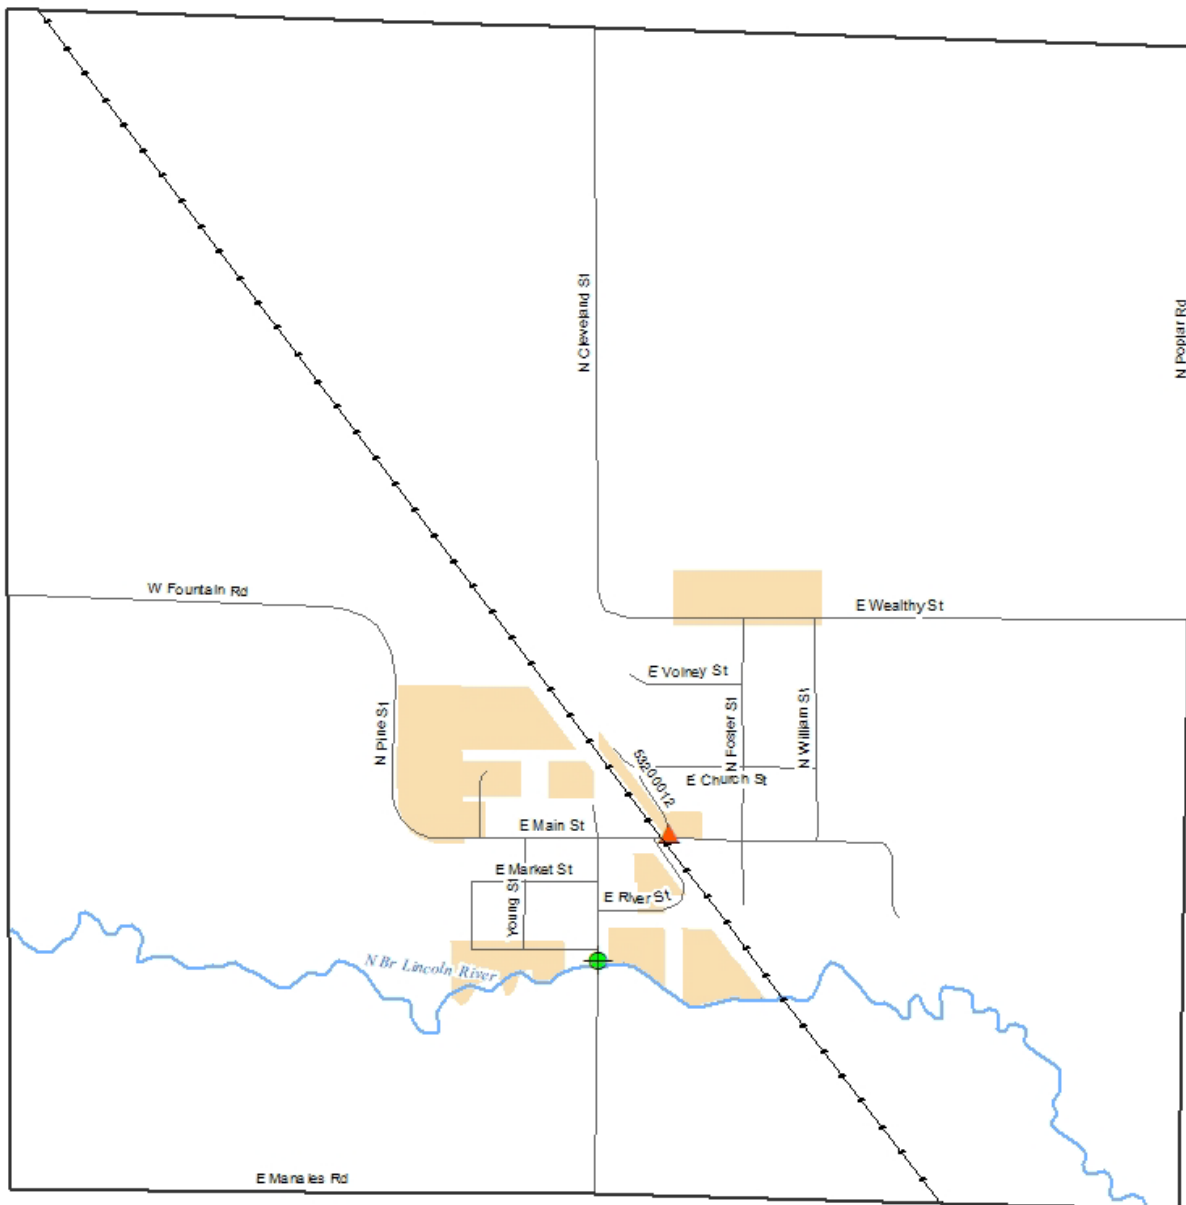 N Cleveland St
N Poplar Rd
W Fountain Rd
E Wealthy St
E Volney St
N Pine St
N Foster St
N William St
53200012
E Church St
E Main St
E Market St
Young St
E River St
N Br Lincoln River
E Manales Rd